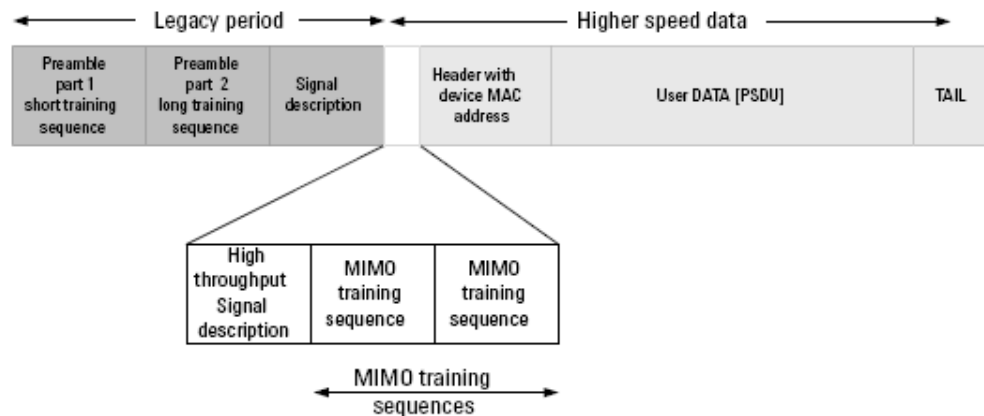 Legacy period
Higher speed data
Preamble
part 1
short training
sequence
Preamble
part 2
long training
sequence
Signal
description
Header with
device MAC
address
User DATA [PSDU]
TAIL
High
throughput
Signal
description
MIMO
training
sequence
MIMO
training
sequence
MIMO training
sequences